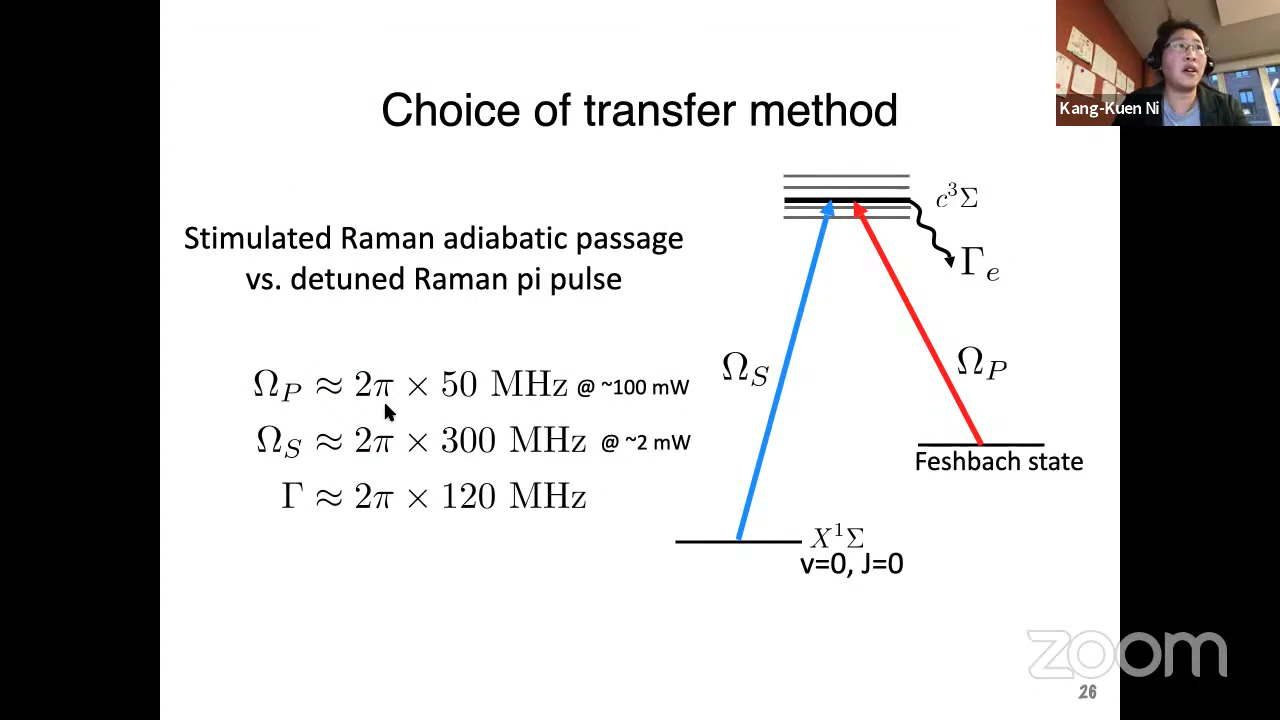 Choice of transfer method
Kang-Kuen Ni
Stimulated Raman adiabatic passage
vs. detuned Raman pi pulse
Ω_P ≈ 2π × 50 MHz @ ~100 mW
Ω_S ≈ 2π × 300 MHz @ ~2 mW
Γ ≈ 2π × 120 MHz
c³Σ
Γ_e
Ω_S
Ω_P
Feshbach state
X¹Σ
v=0, J=0
zoom
26